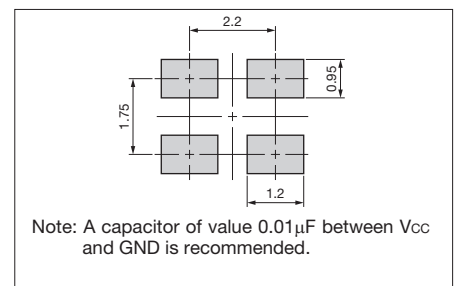 2.2
0.95
1.75
1.2
Note: A capacitor of value 0.01µF between Vcc
and GND is recommended.